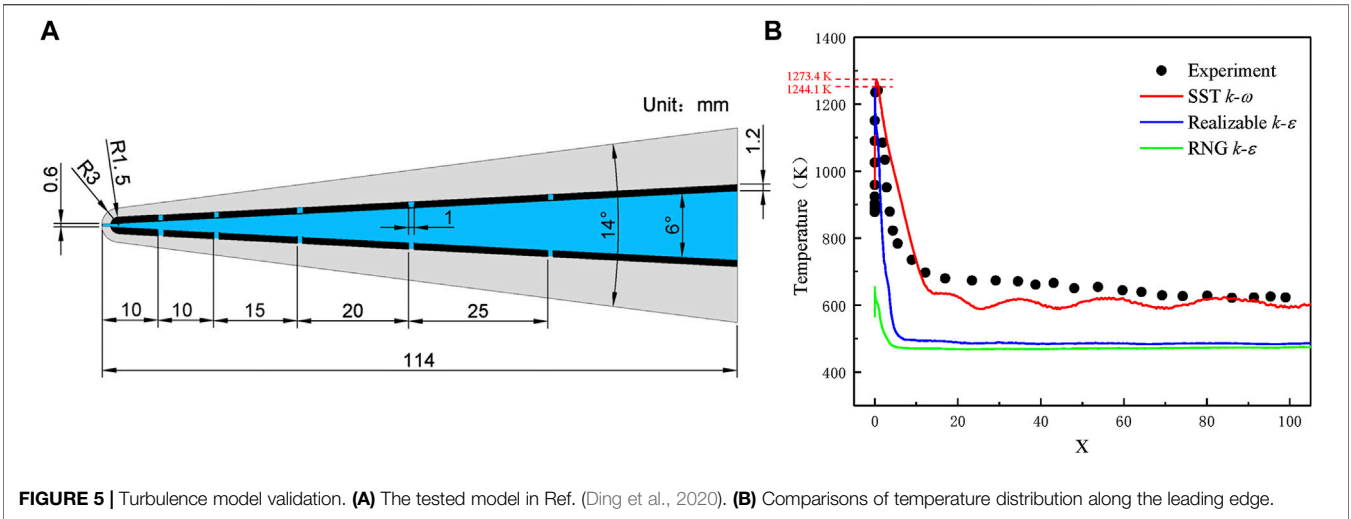 A
Unit: mm
0.6
R3
R1.5
1
14°
6°
1.2
10
10
15
20
25
114
B
1400
1273.4 K
1244.1 K
1200
1000
800
600
400
Temperature (K)
Experiment
SST k-ω
Realizable k-ε
RNG k-ε
0
20
40
60
80
100
X
FIGURE 5 | Turbulence model validation. (A) The tested model in Ref. (Ding et al., 2020). (B) Comparisons of temperature distribution along the leading edge.